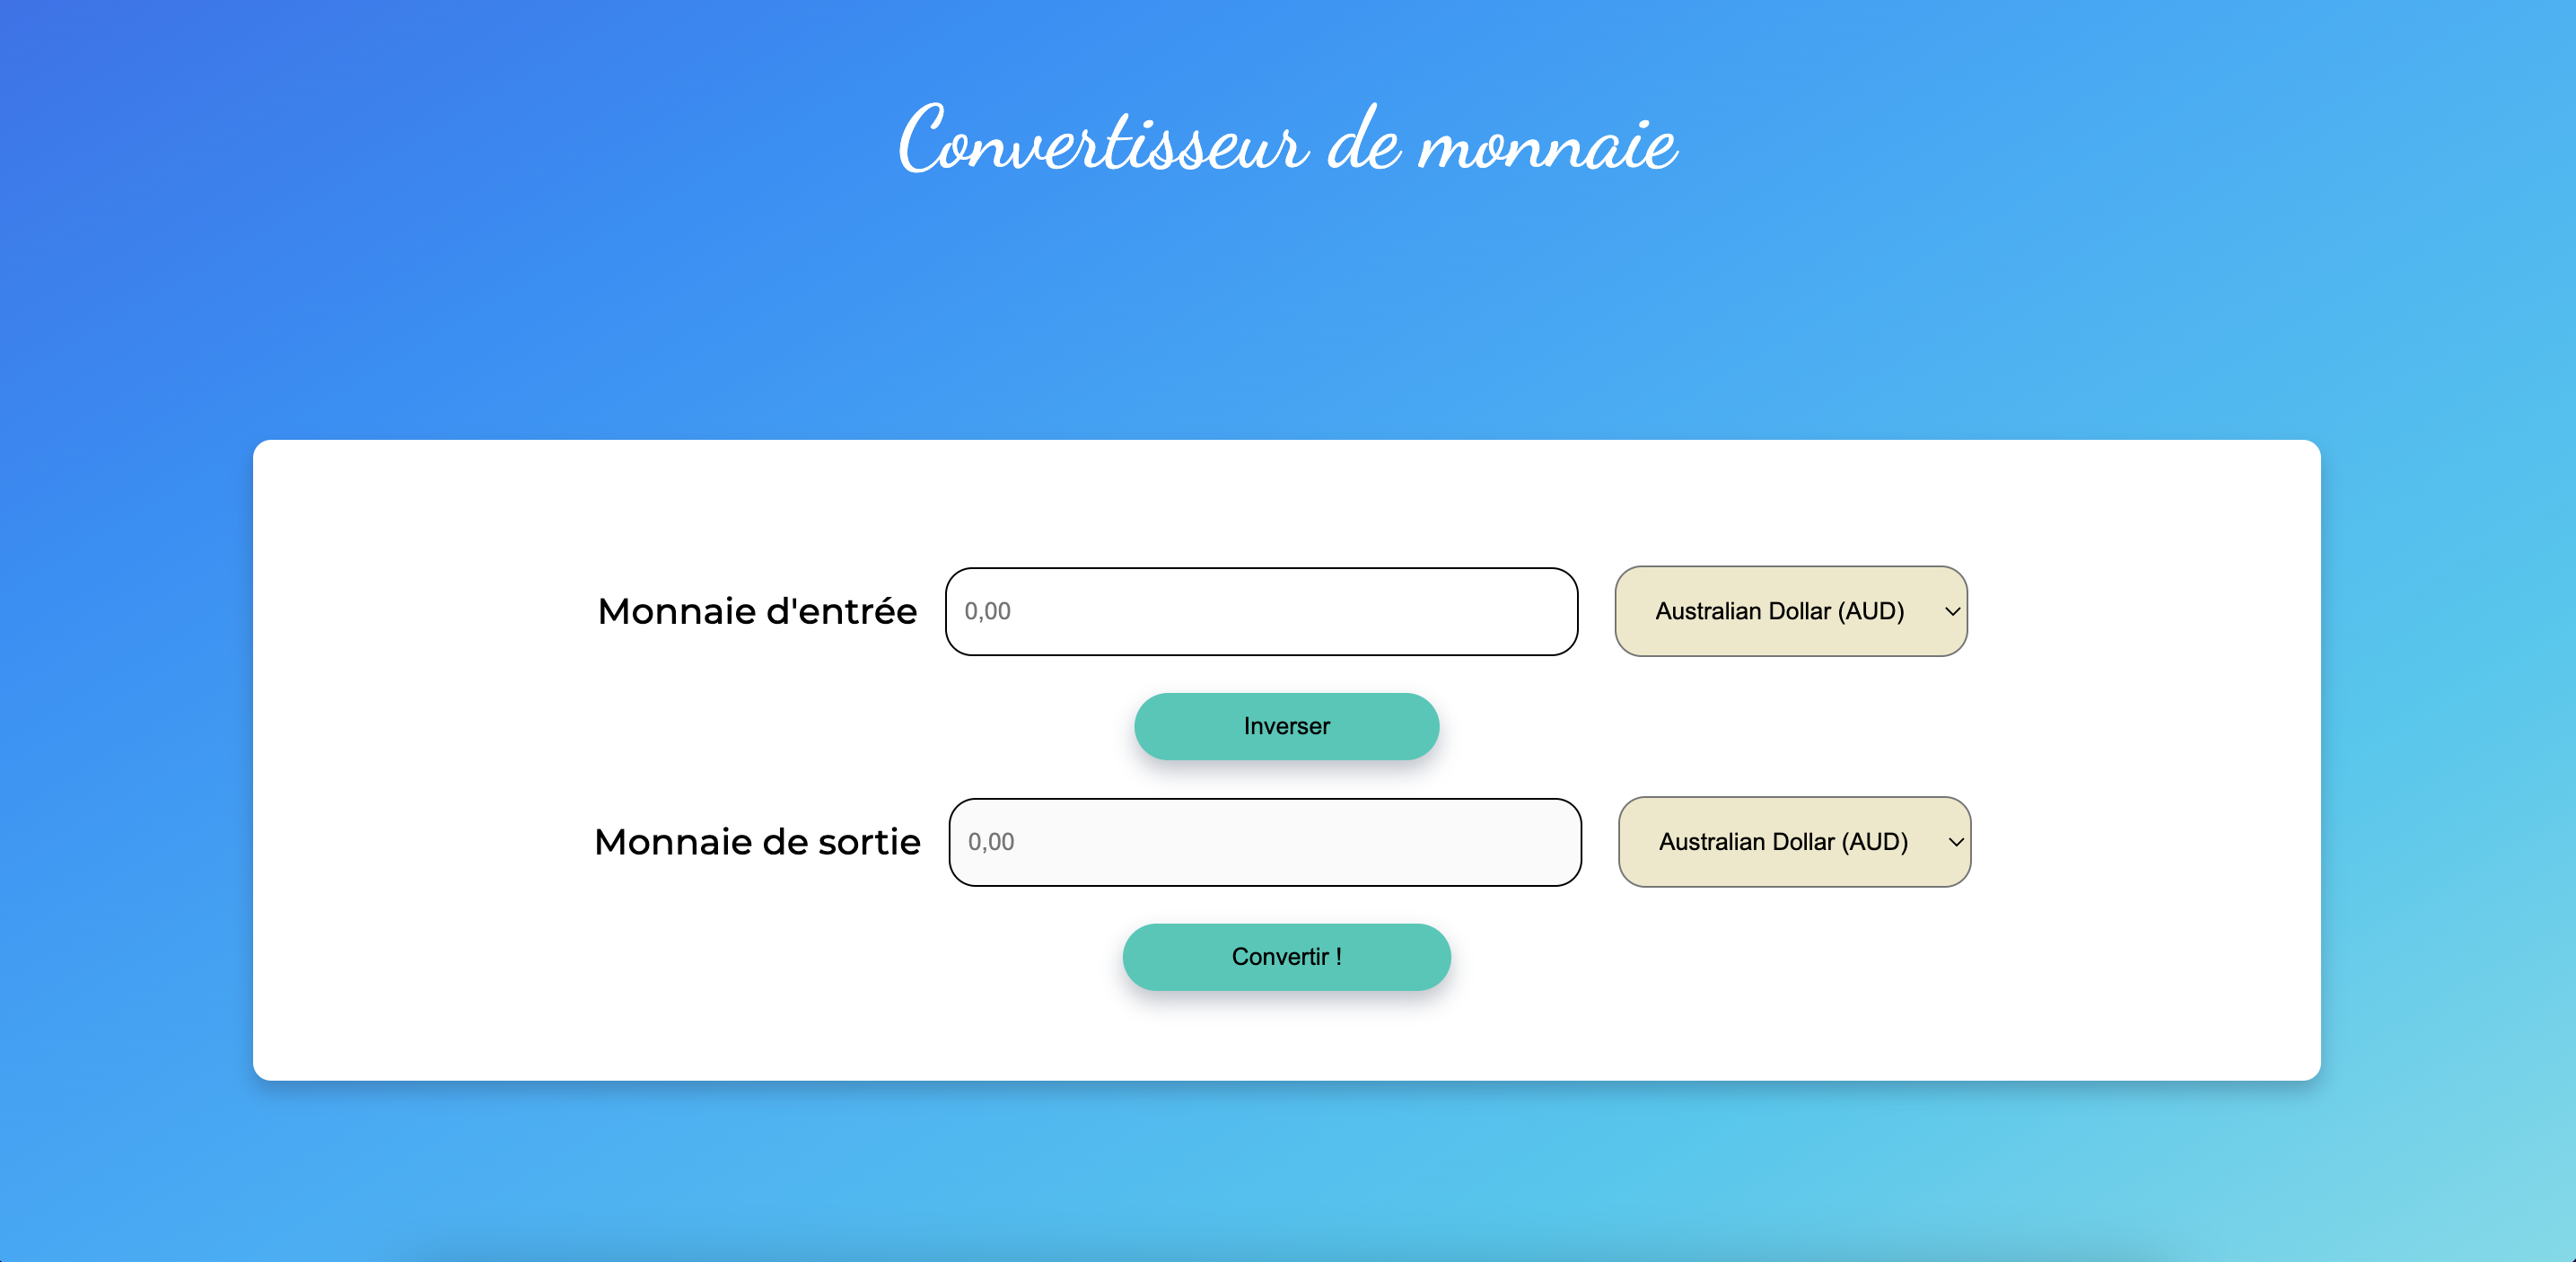 Convertisseur de monnaie
Monnaie d'entrée 0,00 Australian Dollar (AUD)
Inverser
Monnaie de sortie 0,00 Australian Dollar (AUD)
Convertir !